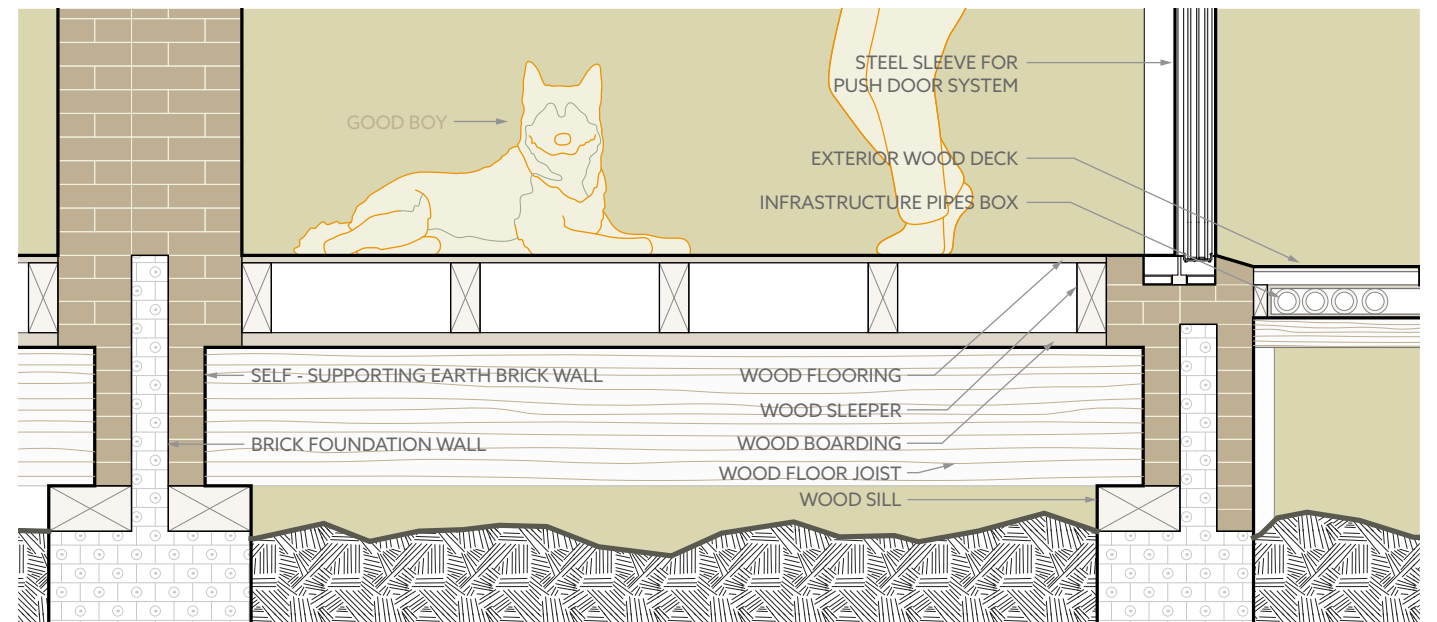 STEEL SLEEVE FOR
PUSH DOOR SYSTEM
GOOD BOY
EXTERIOR WOOD DECK
INFRASTRUCTURE PIPES BOX
SELF - SUPPORTING EARTH BRICK WALL
WOOD FLOORING
WOOD SLEEPER
BRICK FOUNDATION WALL
WOOD BOARDING
WOOD FLOOR JOIST
WOOD SILL